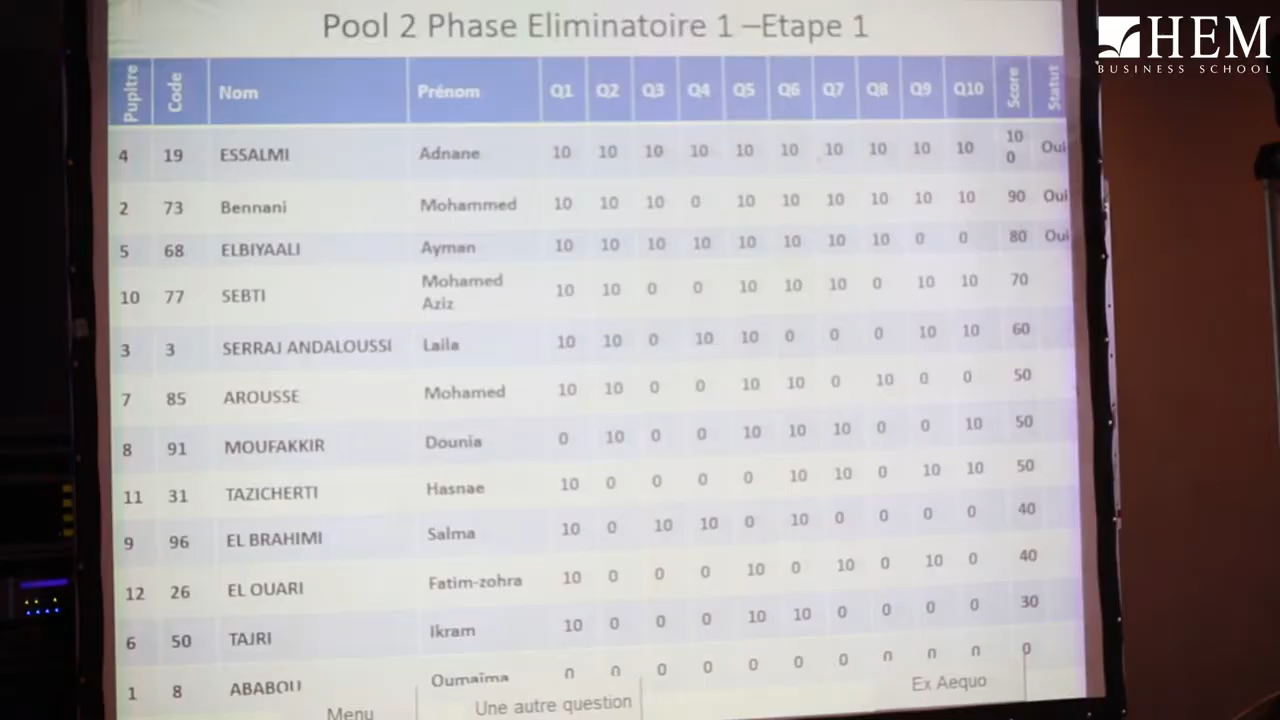 Pool 2 Phase Eliminatoire 1 –Etape 1
HEM
BUSINESS SCHOOL
Pupitre Code Nom Prénom Q1 Q2 Q3 Q4 Q5 Q6 Q7 Q8 Q9 Q10 Score Statut
4 19 ESSALMI Adnane 10 10 10 10 10 10 10 10 10 10 100 Oui
2 73 Bennani Mohammed 10 10 10 0 10 10 10 10 10 10 90 Oui
5 68 ELBIYAALI Ayman 10 10 10 10 10 10 10 10 0 0 80 Oui
10 77 SEBTI Mohamed Aziz 10 10 0 0 10 10 10 0 10 10 70
3 3 SERRAJ ANDALOUSSI Laila 10 10 0 10 10 0 0 0 10 10 60
7 85 AROUSSE Mohamed 10 10 0 0 10 10 0 10 0 0 50
8 91 MOUFAKKIR Dounia 0 10 0 0 10 10 10 0 0 10 50
11 31 TAZICHERTI Hasnae 10 0 0 0 0 10 10 0 10 10 50
9 96 EL BRAHIMI Salma 10 0 10 10 0 10 0 0 0 0 40
12 26 EL OUARI Fatim-zohra 10 0 0 0 10 0 10 0 10 0 40
6 50 TAJRI Ikram 10 0 0 0 10 10 0 0 0 0 30
1 8 ABABOU Oumaima 0 0 0 0 0 0 0 0 0 0 0
Menu Une autre question Ex Aequo